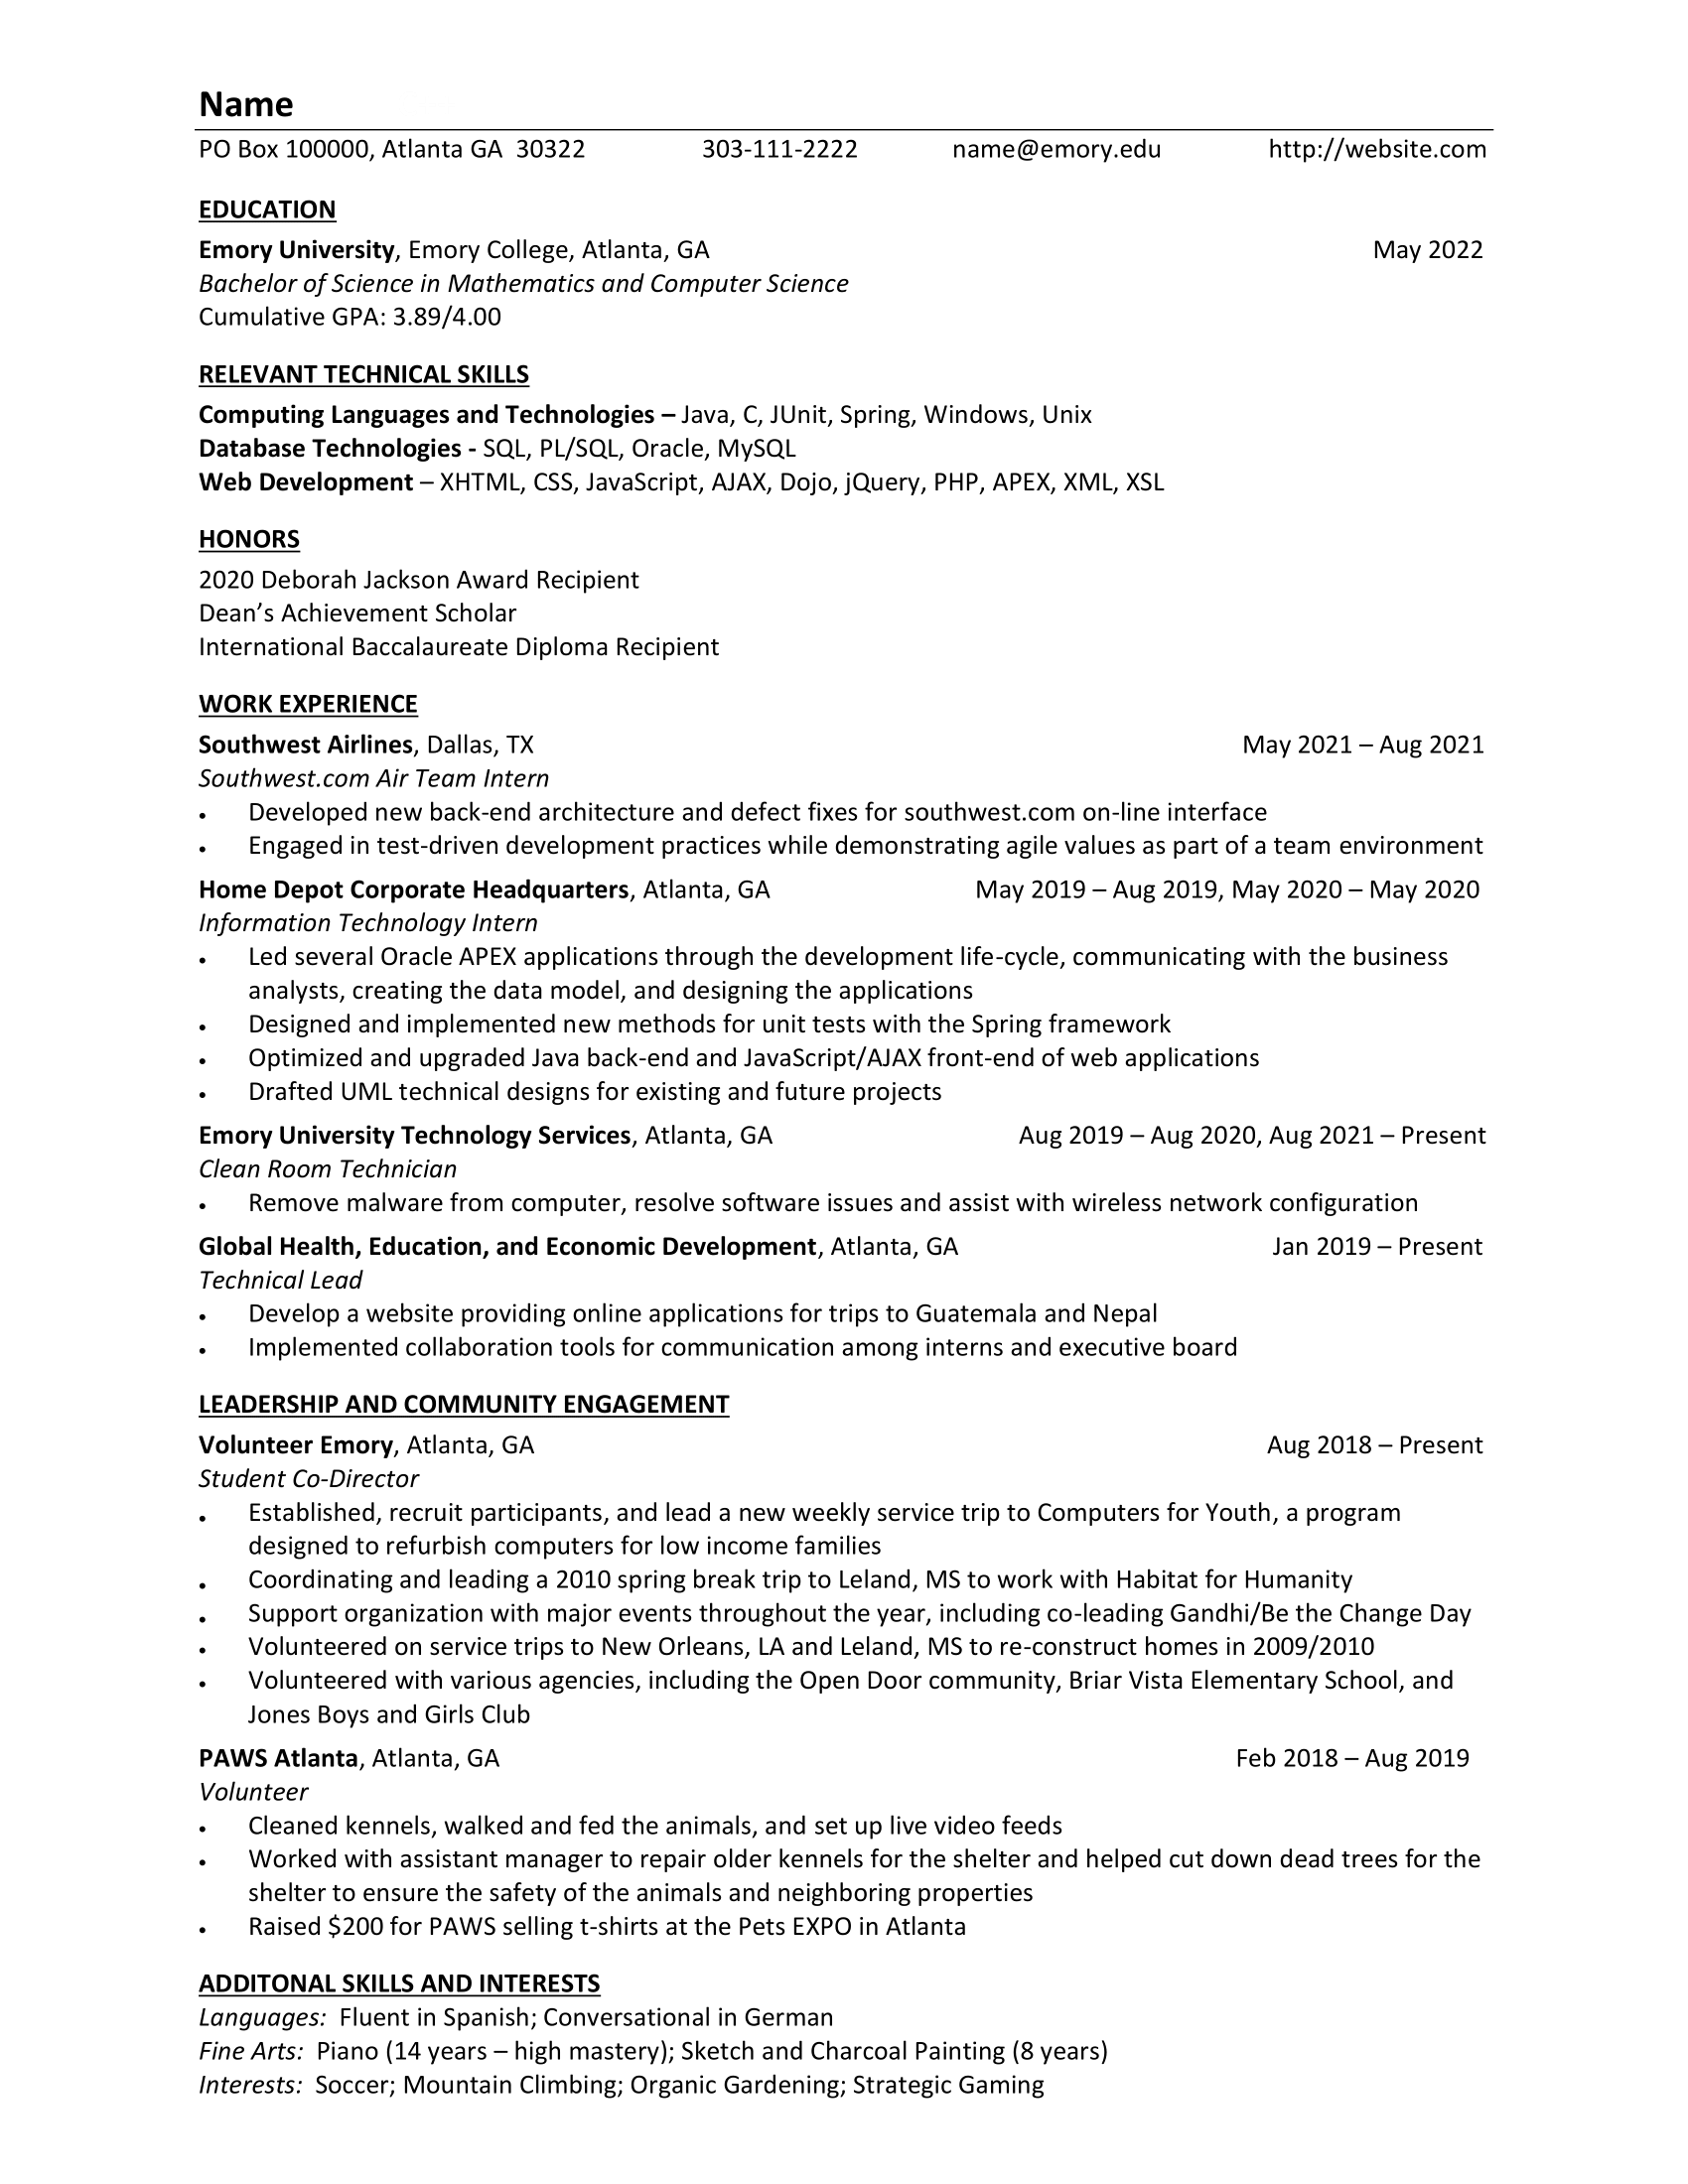 Name
PO Box 100000, Atlanta GA  30322 303-111-2222 name@emory.edu http://website.com
EDUCATION
Emory University, Emory College, Atlanta, GA May 2022
Bachelor of Science in Mathematics and Computer Science
Cumulative GPA: 3.89/4.00
RELEVANT TECHNICAL SKILLS
Computing Languages and Technologies – Java, C, JUnit, Spring, Windows, Unix
Database Technologies - SQL, PL/SQL, Oracle, MySQL
Web Development – XHTML, CSS, JavaScript, AJAX, Dojo, jQuery, PHP, APEX, XML, XSL
HONORS
2020 Deborah Jackson Award Recipient
Dean’s Achievement Scholar
International Baccalaureate Diploma Recipient
WORK EXPERIENCE
Southwest Airlines, Dallas, TX May 2021 – Aug 2021
Southwest.com Air Team Intern
• Developed new back-end architecture and defect fixes for southwest.com on-line interface
• Engaged in test-driven development practices while demonstrating agile values as part of a team environment
Home Depot Corporate Headquarters, Atlanta, GA May 2019 – Aug 2019, May 2020 – May 2020
Information Technology Intern
• Led several Oracle APEX applications through the development life-cycle, communicating with the business
analysts, creating the data model, and designing the applications
• Designed and implemented new methods for unit tests with the Spring framework
• Optimized and upgraded Java back-end and JavaScript/AJAX front-end of web applications
• Drafted UML technical designs for existing and future projects
Emory University Technology Services, Atlanta, GA Aug 2019 – Aug 2020, Aug 2021 – Present
Clean Room Technician
• Remove malware from computer, resolve software issues and assist with wireless network configuration
Global Health, Education, and Economic Development, Atlanta, GA Jan 2019 – Present
Technical Lead
• Develop a website providing online applications for trips to Guatemala and Nepal
• Implemented collaboration tools for communication among interns and executive board
LEADERSHIP AND COMMUNITY ENGAGEMENT
Volunteer Emory, Atlanta, GA Aug 2018 – Present
Student Co-Director
• Established, recruit participants, and lead a new weekly service trip to Computers for Youth, a program
designed to refurbish computers for low income families
• Coordinating and leading a 2010 spring break trip to Leland, MS to work with Habitat for Humanity
• Support organization with major events throughout the year, including co-leading Gandhi/Be the Change Day
• Volunteered on service trips to New Orleans, LA and Leland, MS to re-construct homes in 2009/2010
• Volunteered with various agencies, including the Open Door community, Briar Vista Elementary School, and
Jones Boys and Girls Club
PAWS Atlanta, Atlanta, GA Feb 2018 – Aug 2019
Volunteer
• Cleaned kennels, walked and fed the animals, and set up live video feeds
• Worked with assistant manager to repair older kennels for the shelter and helped cut down dead trees for the
shelter to ensure the safety of the animals and neighboring properties
• Raised $200 for PAWS selling t-shirts at the Pets EXPO in Atlanta
ADDITONAL SKILLS AND INTERESTS
Languages:  Fluent in Spanish; Conversational in German
Fine Arts:  Piano (14 years – high mastery); Sketch and Charcoal Painting (8 years)
Interests:  Soccer; Mountain Climbing; Organic Gardening; Strategic Gaming